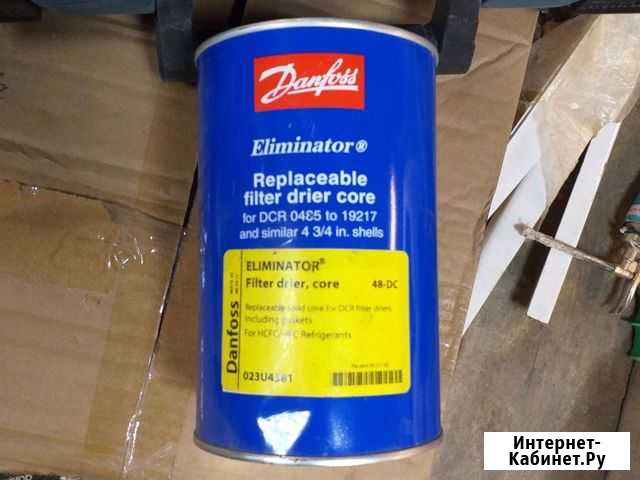 Danfoss
Eliminator®
Replaceable
filter drier core
for DCR 0485 to 19217
and similar 4 3/4 in. shells
ELIMINATOR®
Filter drier, core 48-DC
Replaceable solid core for DCR filter driers
Including gaskets
For HCFC/HFC Refrigerants
023U4381
Danfoss
Интернет-
Кабинет.Ру